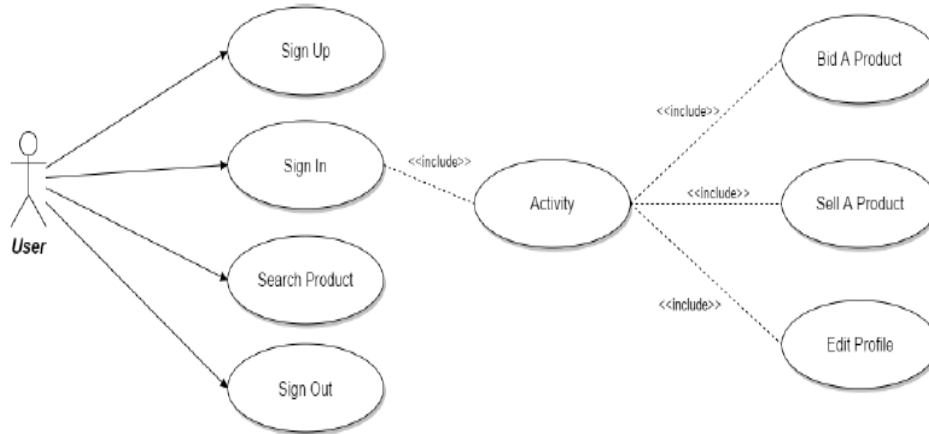 Sign Up
Bid A Product
<<include>>
Sign In
<<include>>
Activity
<<include>>
Sell A Product
User
Search Product
<<include>>
Edit Profile
Sign Out